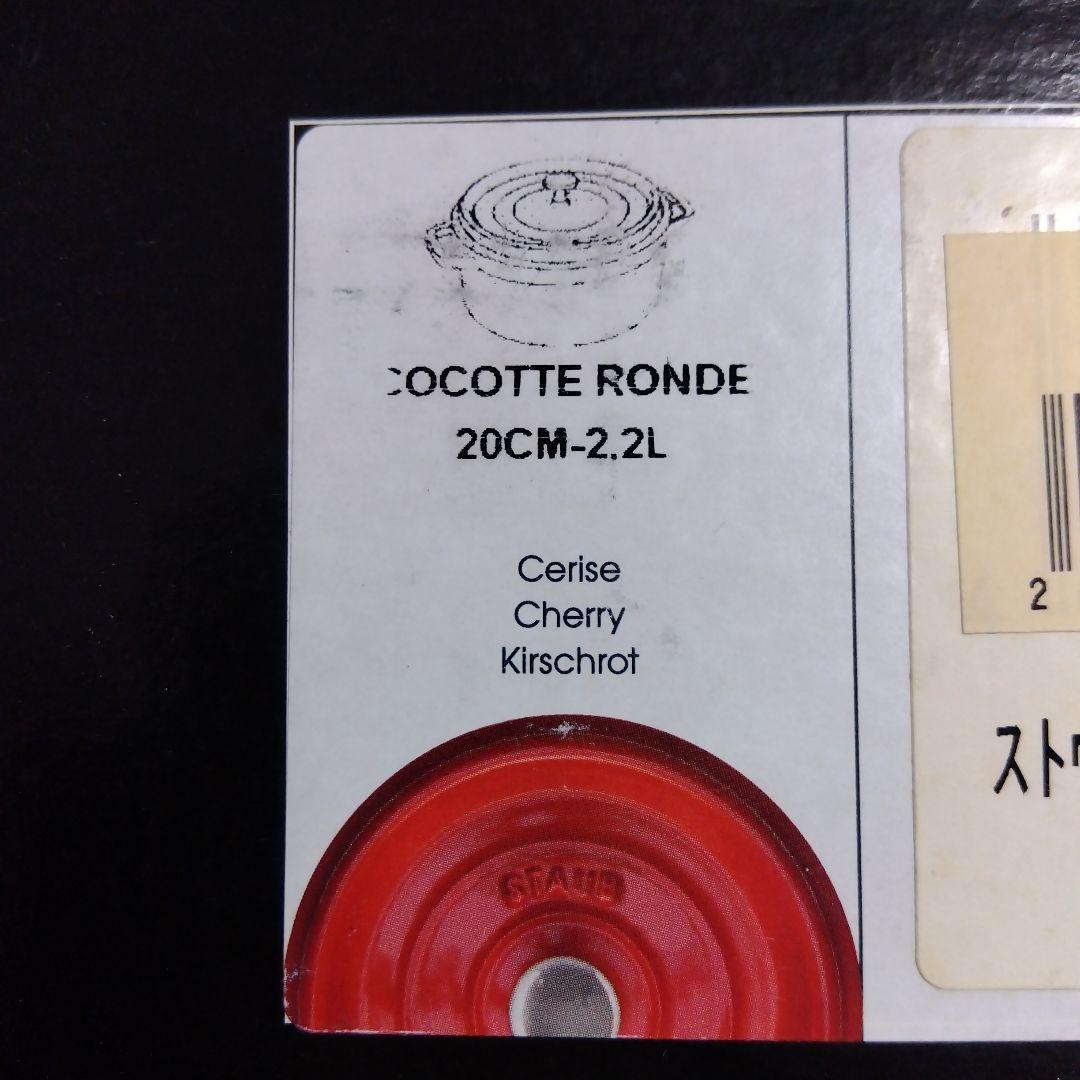 COCOTTE RONDE
20CM-2.2L
Cerise
Cherry
Kirschrot
STAUB
2
スト